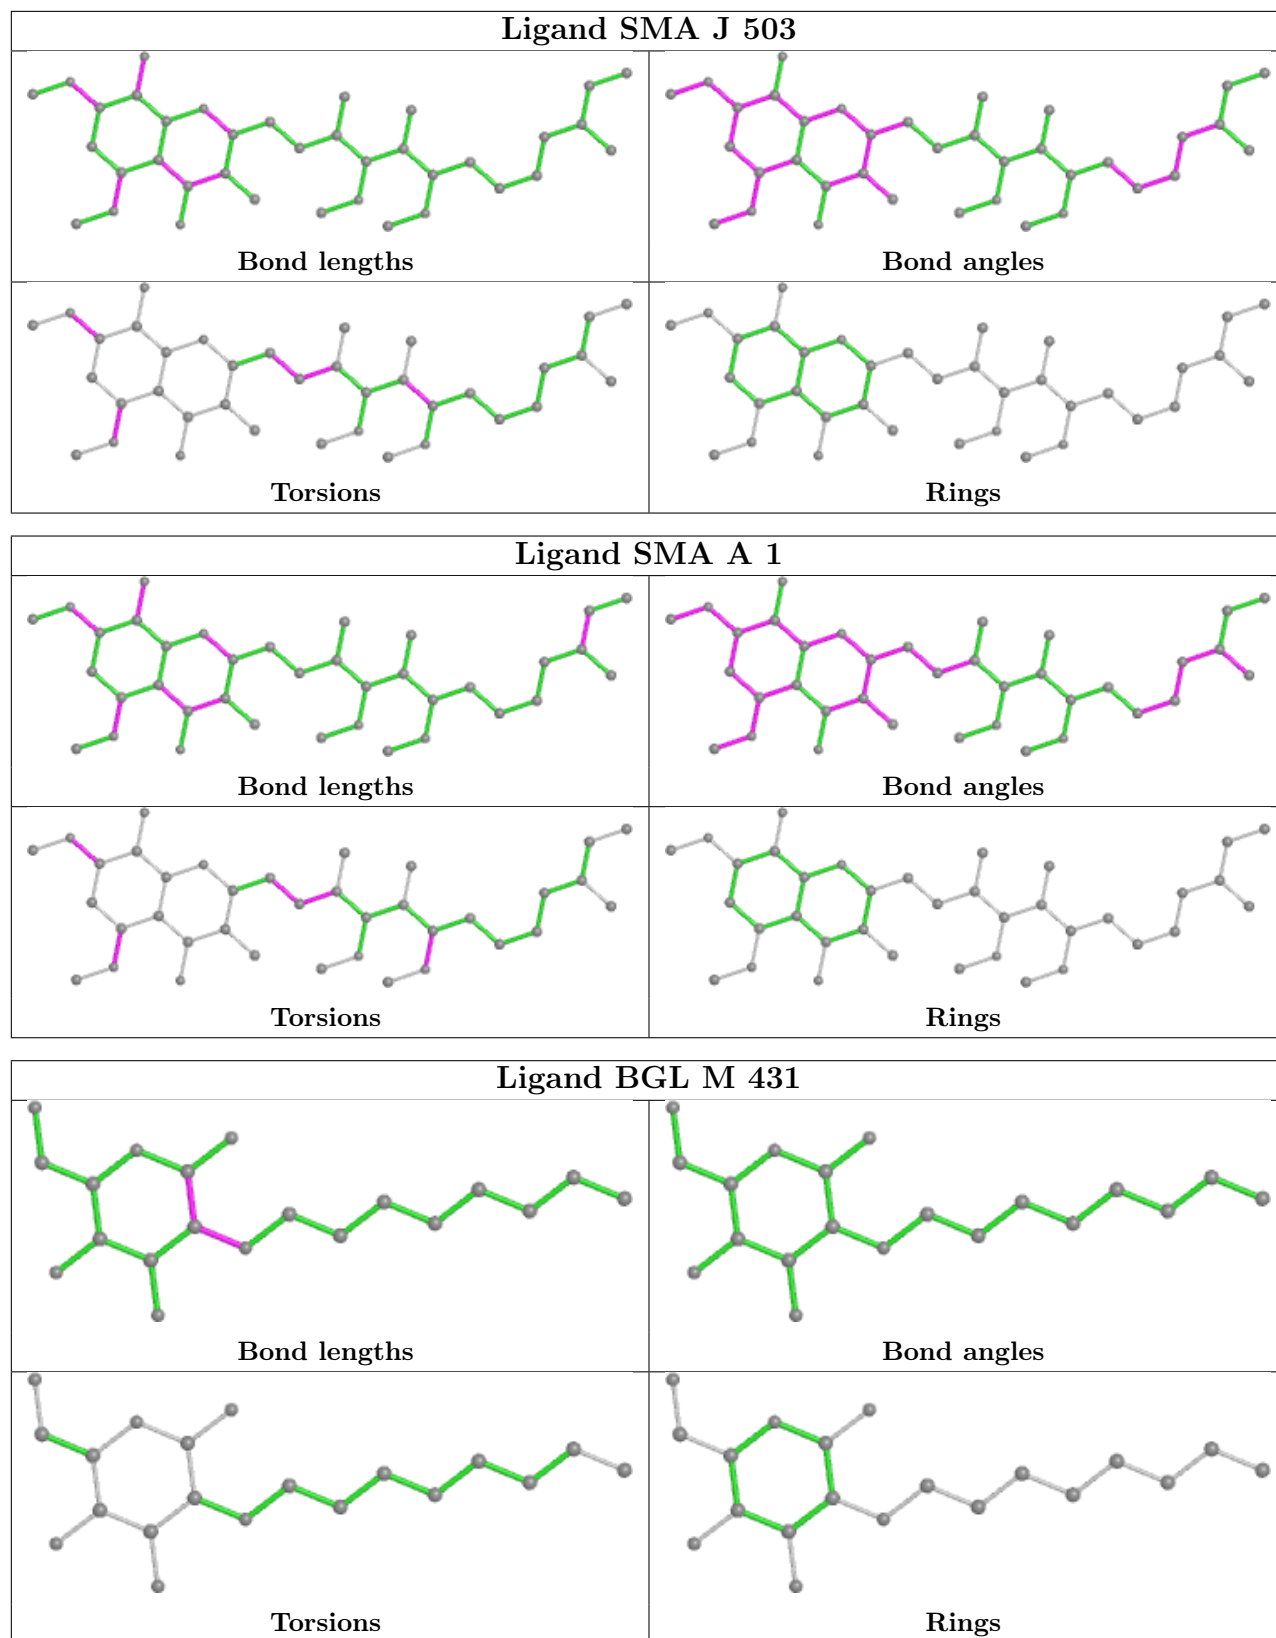 Ligand SMA J 503
Bond lengths
Bond angles
Torsions
Rings
Ligand SMA A 1
Bond lengths
Bond angles
Torsions
Rings
Ligand BGL M 431
Bond lengths
Bond angles
Torsions
Rings